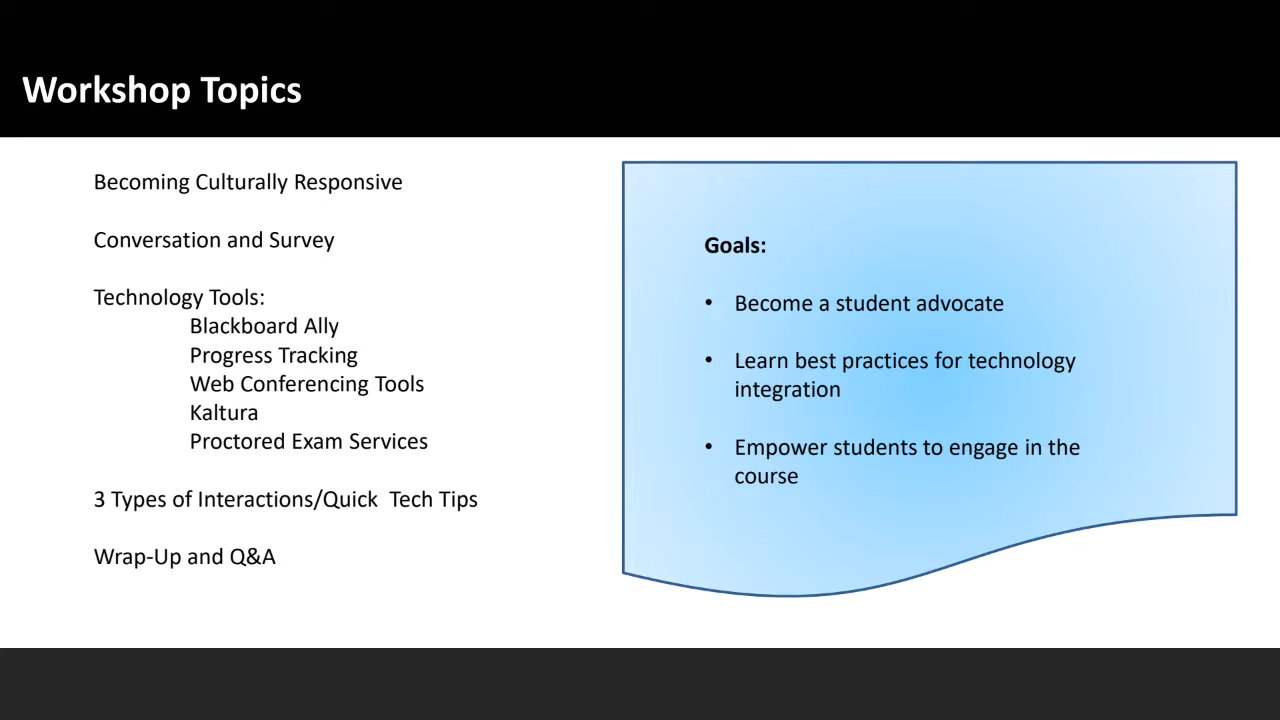 Workshop Topics
Becoming Culturally Responsive
Conversation and Survey
Technology Tools:
Blackboard Ally
Progress Tracking
Web Conferencing Tools
Kaltura
Proctored Exam Services
3 Types of Interactions/Quick  Tech Tips
Wrap-Up and Q&A
Goals:
• Become a student advocate
• Learn best practices for technology
integration
• Empower students to engage in the
course